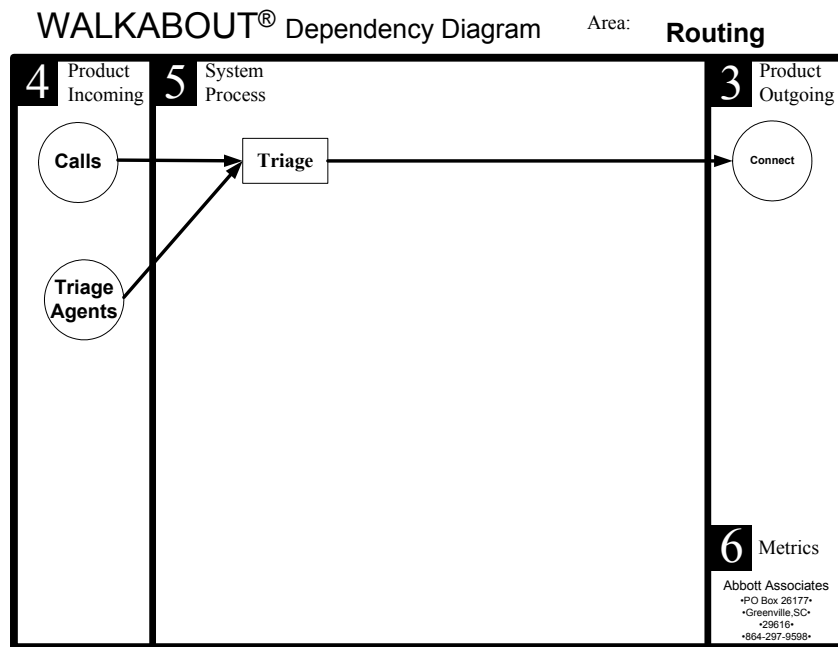 WALKABOUT® Dependency Diagram Area: Routing
4 Product
Incoming
5 System
Process
3 Product
Outgoing
Calls
Triage
Connect
Triage
Agents
6 Metrics
Abbott Associates
•PO Box 26177•
•Greenville,SC•
•29616•
•864-297-9598•